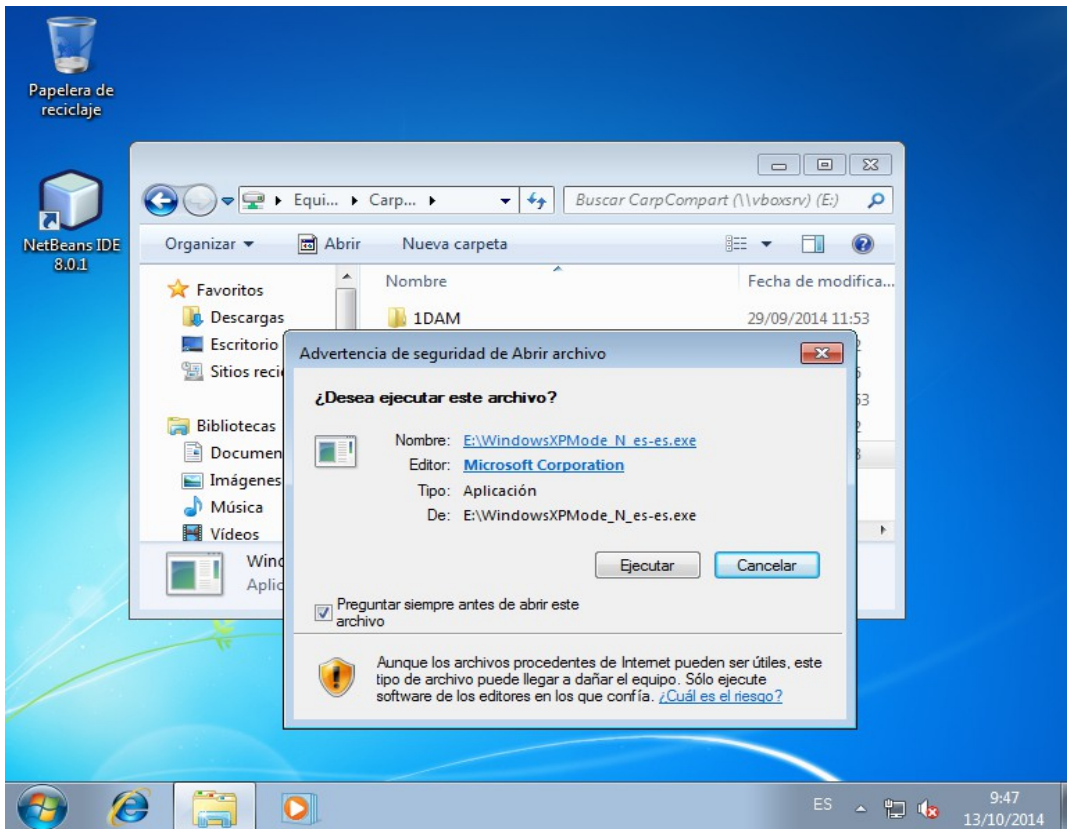 Papelera de
reciclaje
NetBeans IDE
8.0.1
Equi... Carp...
Buscar CarpCompart (\\vboxsrv) (E:)
Organizar Abrir Nueva carpeta
Nombre Fecha de modifica...
Favoritos
Descargas
Escritorio
Sitios reci
Bibliotecas
Documen
Imágenes
Música
Vídeos
1DAM 29/09/2014 11:53
Wind
Aplic
Advertencia de seguridad de Abrir archivo
¿Desea ejecutar este archivo?
Nombre: E:\WindowsXPMode_N_es-es.exe
Editor: Microsoft Corporation
Tipo: Aplicación
De: E:\WindowsXPMode_N_es-es.exe
Ejecutar Cancelar
Preguntar siempre antes de abrir este
archivo
Aunque los archivos procedentes de Internet pueden ser útiles, este
tipo de archivo puede llegar a dañar el equipo. Sólo ejecute
software de los editores en los que confía. ¿Cuál es el riesgo?
ES
9:47
13/10/2014